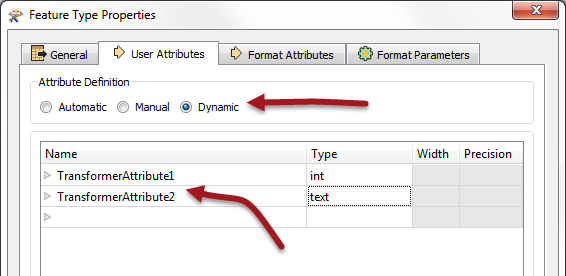 Feature Type Properties
General User Attributes Format Attributes Format Parameters
Attribute Definition
Automatic Manual Dynamic
Name Type Width Precision
TransformerAttribute1 int
TransformerAttribute2 text